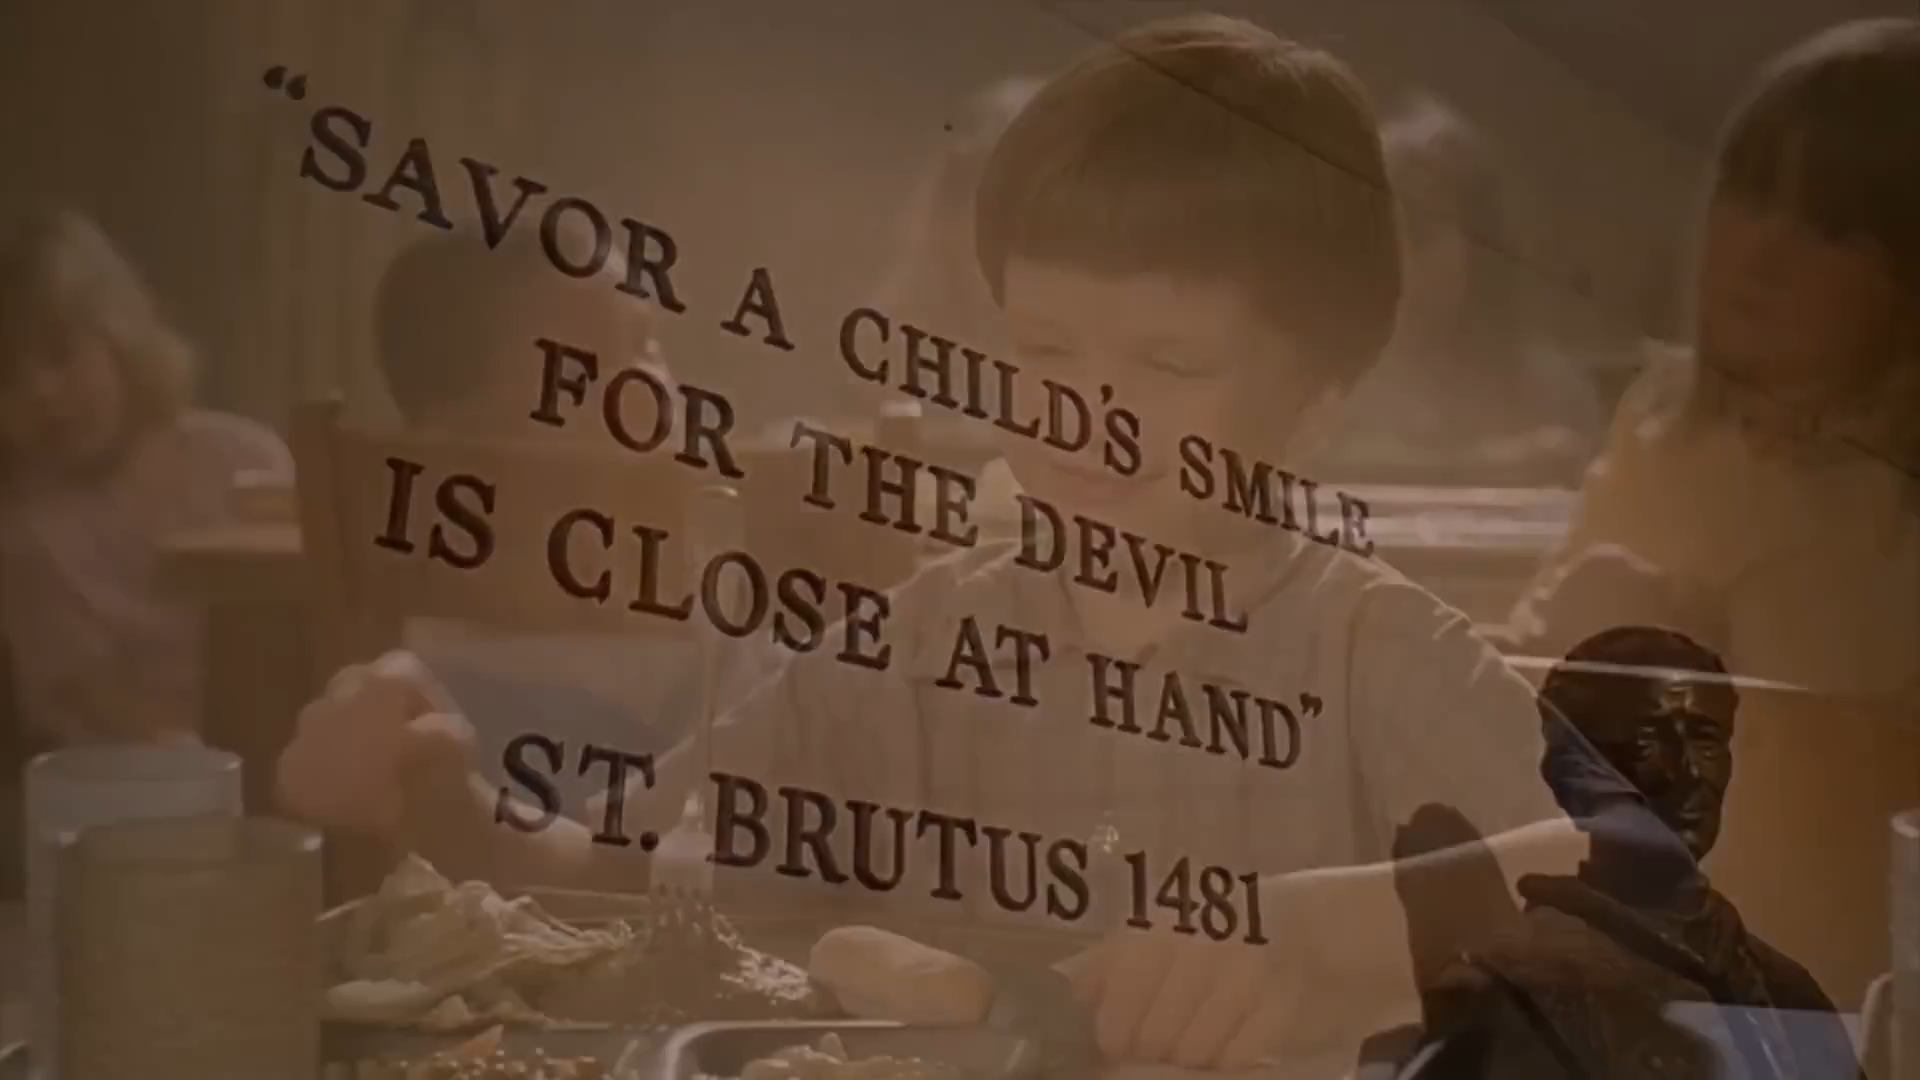 “SAVOR A CHILD'S SMILE
FOR THE DEVIL
IS CLOSE AT HAND”
ST. BRUTUS 1481